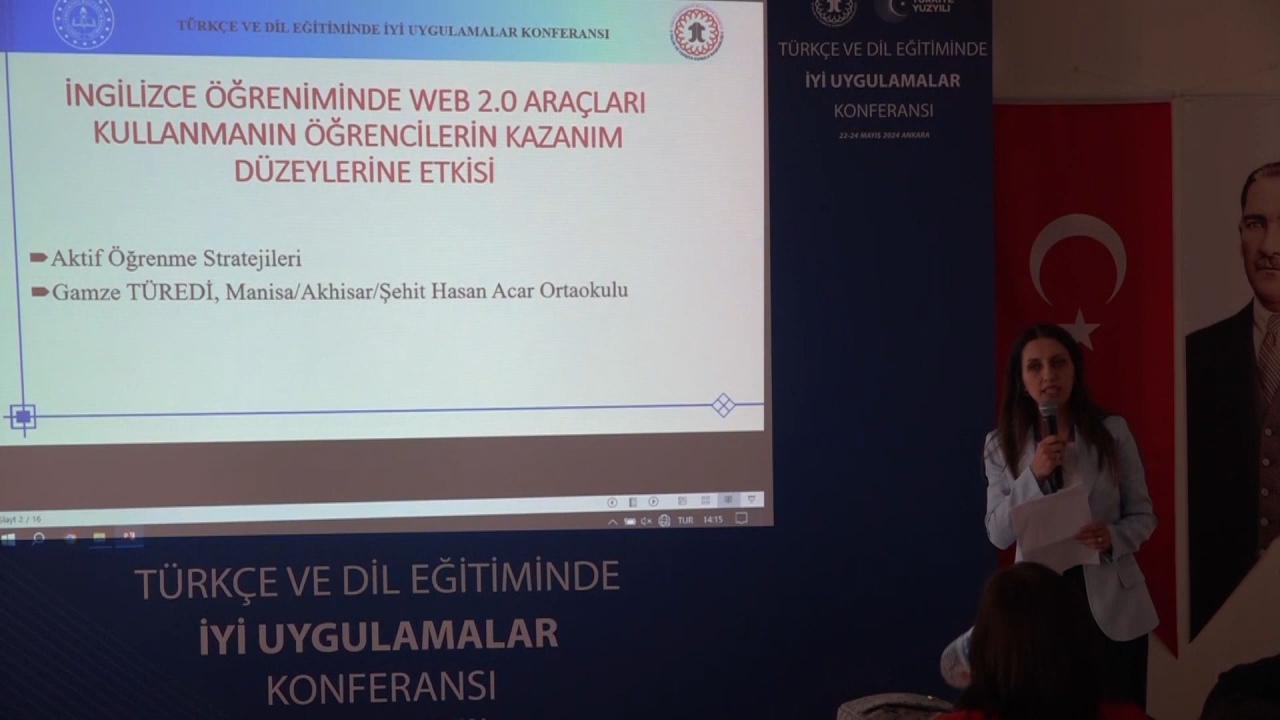 TÜRKÇE VE DİL EĞİTİMİNDE İYİ UYGULAMALAR KONFERANSI
İNGİLİZCE ÖĞRENİMİNDE WEB 2.0 ARAÇLARI
KULLANMANIN ÖĞRENCİLERİN KAZANIM
DÜZEYLERİNE ETKİSİ
Aktif Öğrenme Stratejileri
Gamze TÜREDİ, Manisa/Akhisar/Şehit Hasan Acar Ortaokulu
2 / 16
TUR 14:15
YÜZYILI
TÜRKÇE VE DİL EĞİTİMİNDE
İYİ UYGULAMALAR
KONFERANSI
22-24 MAYIS 2024 ANKARA
TÜRKÇE VE DİL EĞİTİMİNDE
İYİ UYGULAMALAR
KONFERANSI